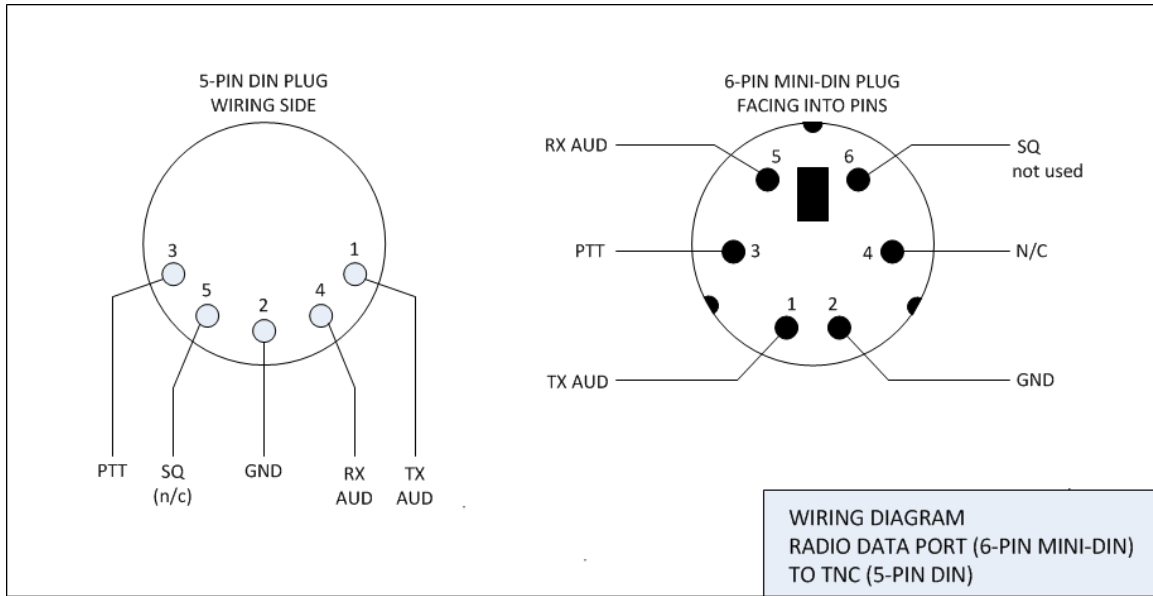 5-PIN DIN PLUG
WIRING SIDE
3
1
5
2
4
PTT
SQ
(n/c)
GND
RX
AUD
TX
AUD
6-PIN MINI-DIN PLUG
FACING INTO PINS
RX AUD
5
6
SQ
not used
PTT
3
4
N/C
1
2
TX AUD
GND
WIRING DIAGRAM
RADIO DATA PORT (6-PIN MINI-DIN)
TO TNC (5-PIN DIN)